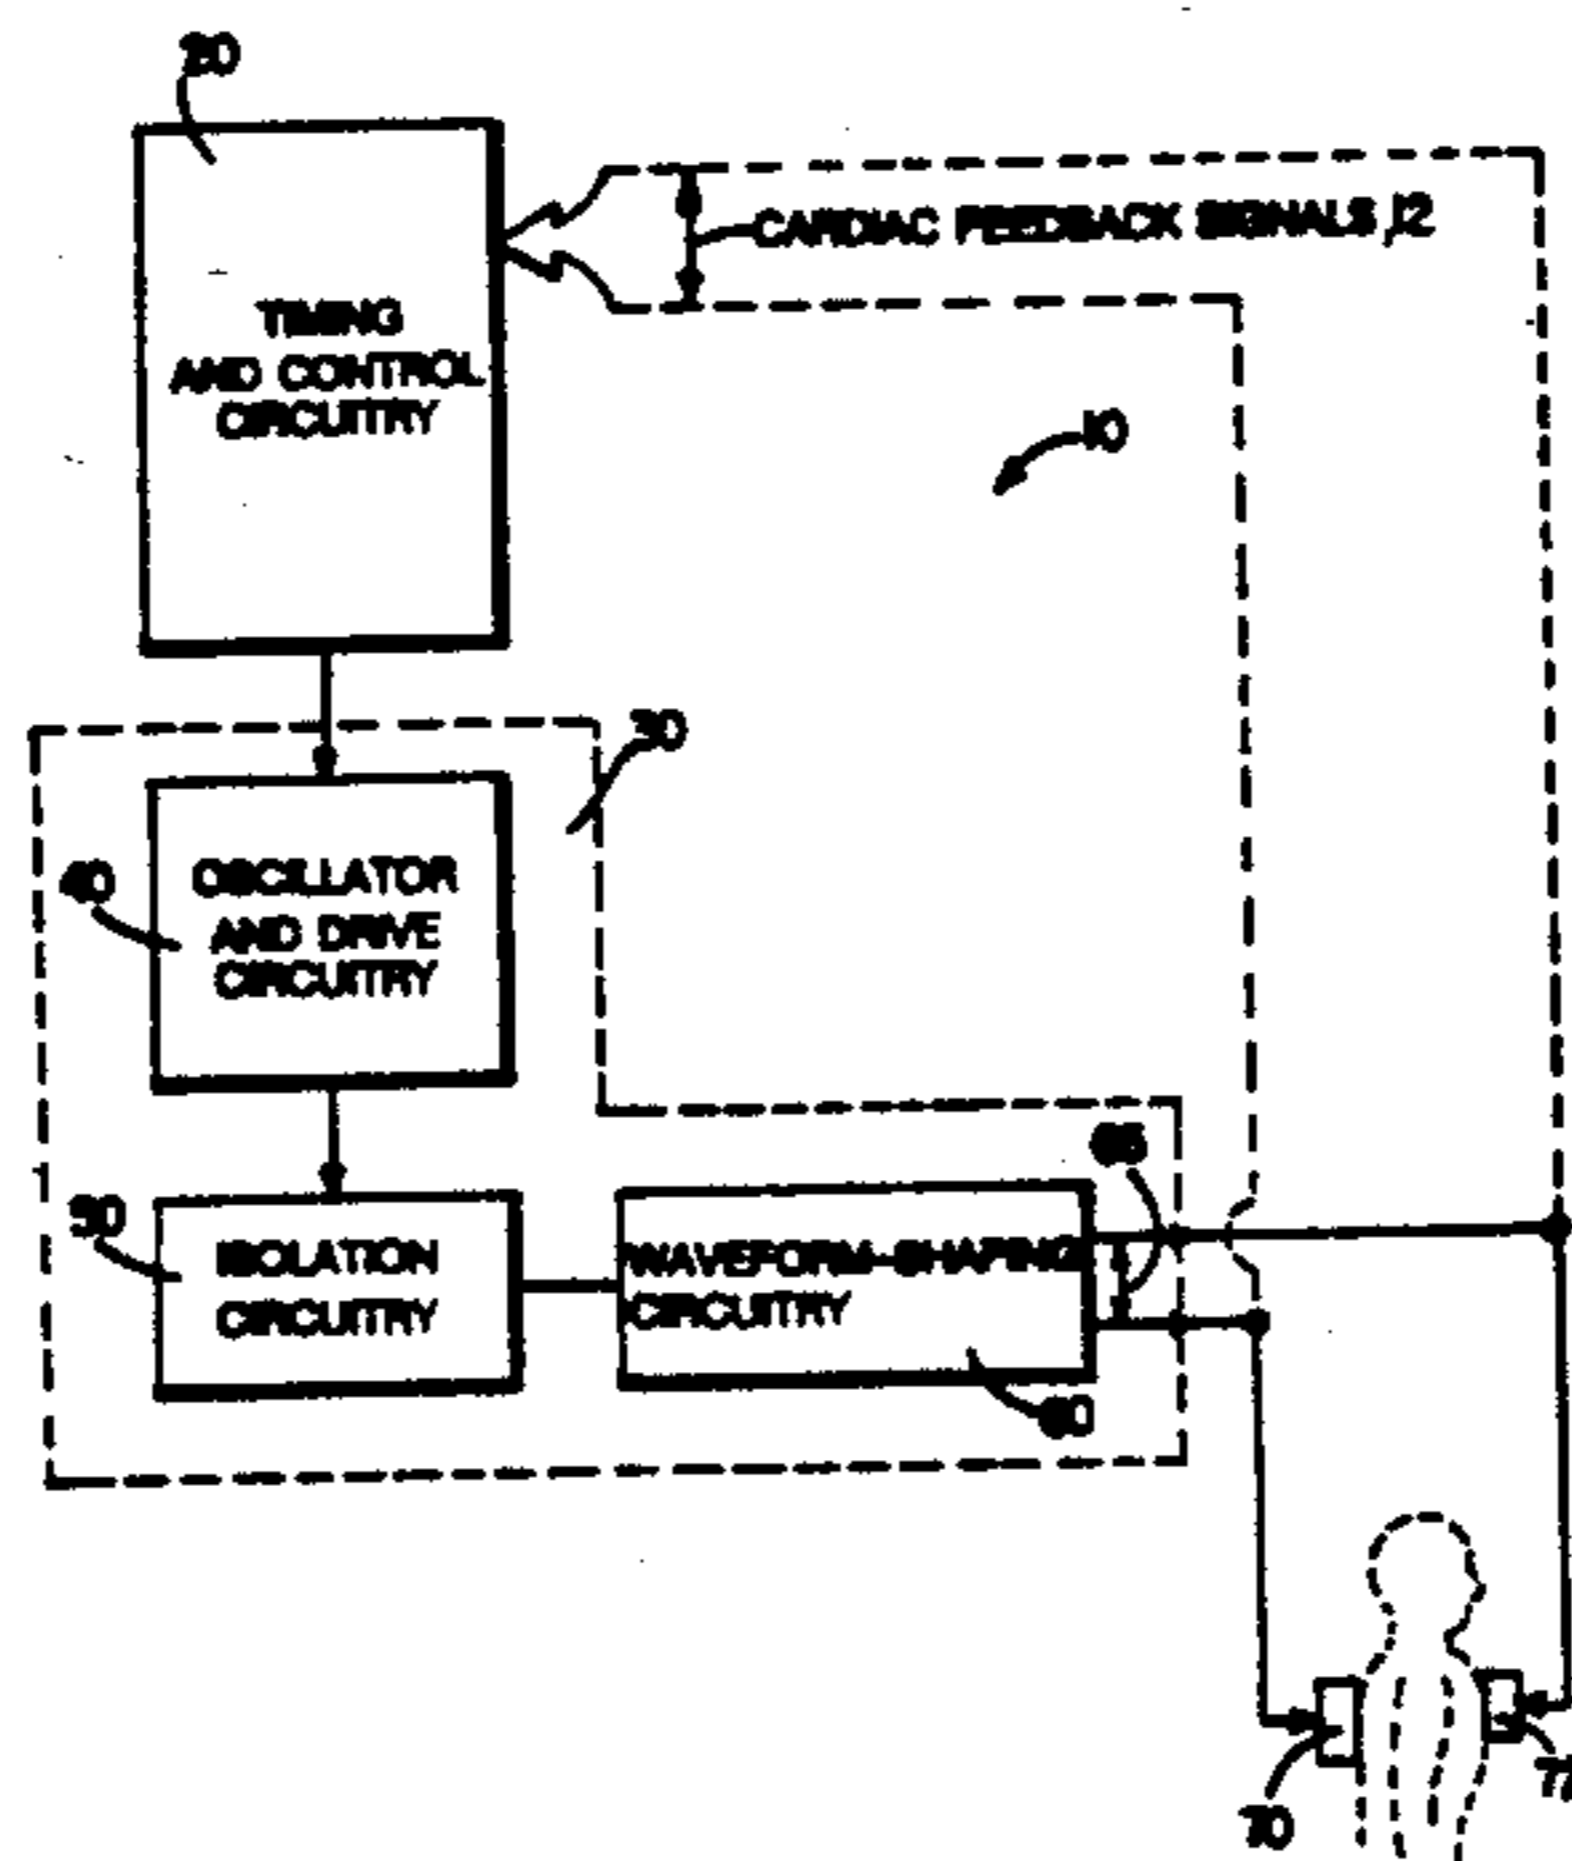 20
TIMING
AND CONTROL
CIRCUITRY
CARDIAC FEEDBACK SIGNALS, 12
10
30
40
OSCILLATOR
AND DRIVE
CIRCUITRY
50
ISOLATION
CIRCUITRY
WAVEFORM-SHAPING
CIRCUITRY
65
60
70